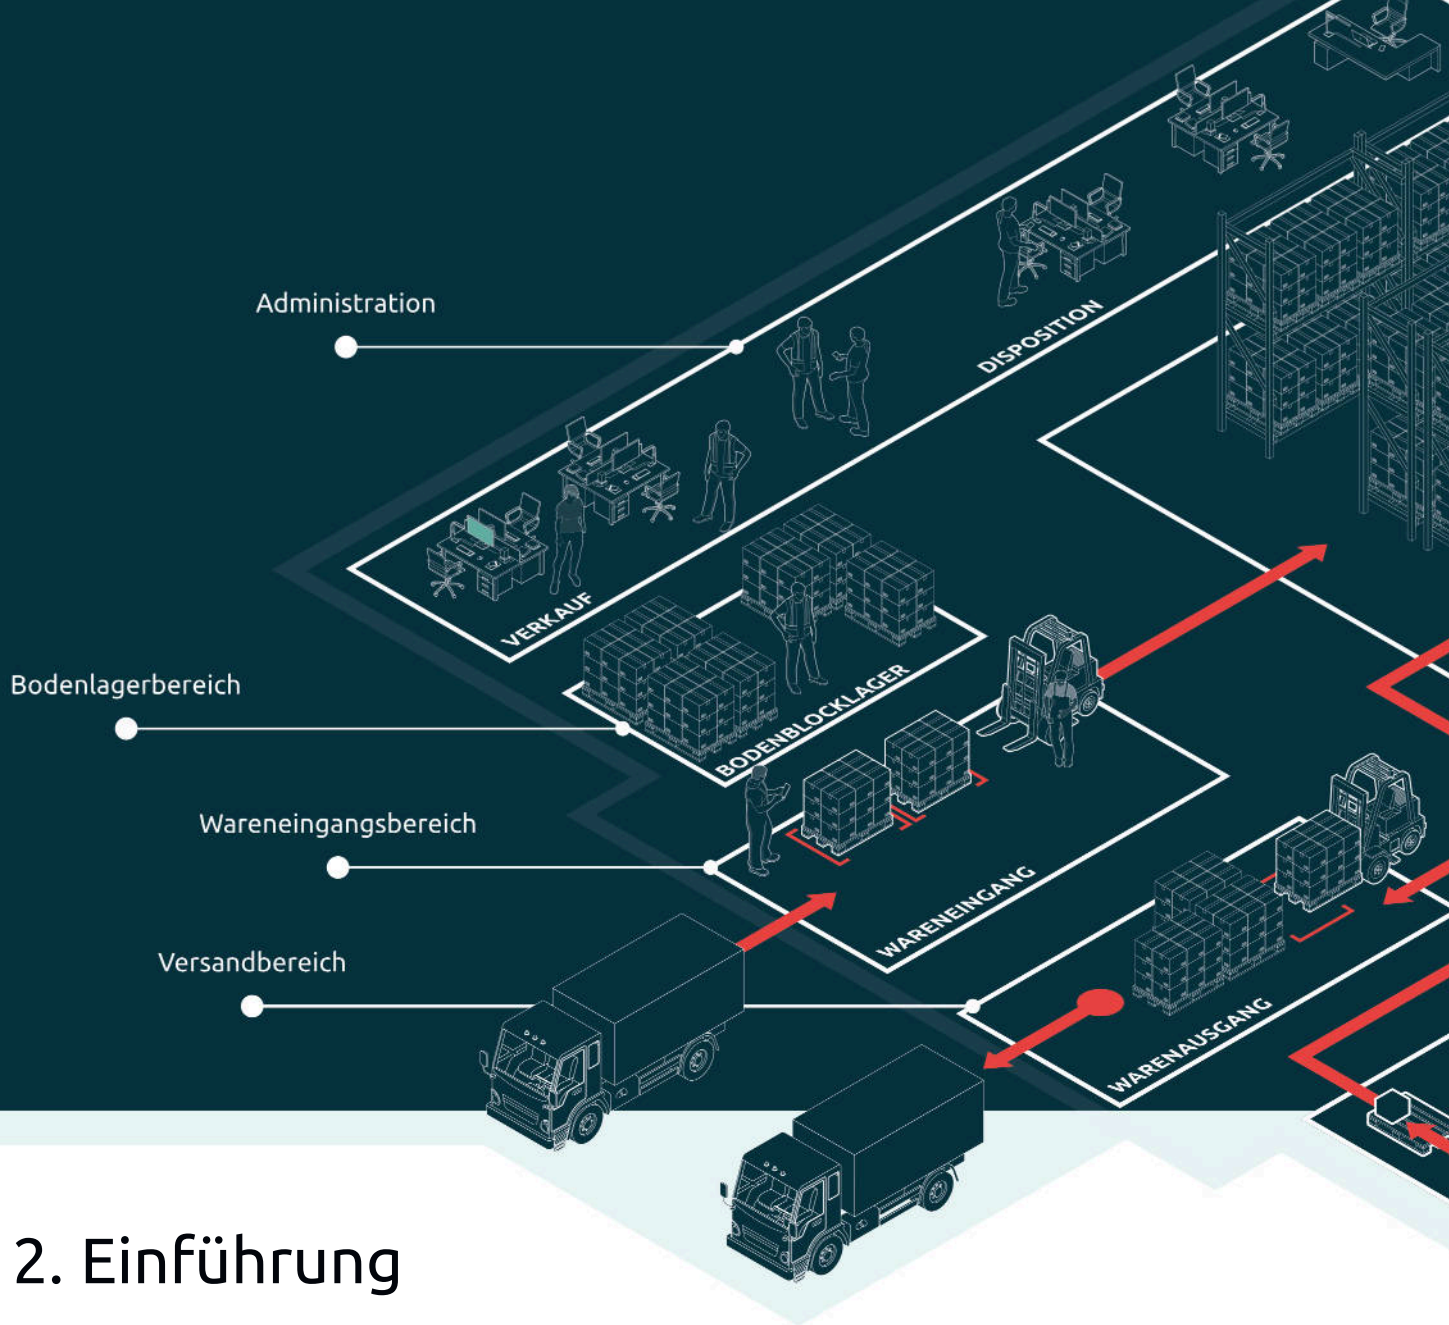 Administration
DISPOSITION
VERKAUF
Bodenlagerbereich
BODENBLOCKLAGER
Wareneingangsbereich
WARENEINGANG
Versandbereich
WARENAUSGANG
2. Einführung